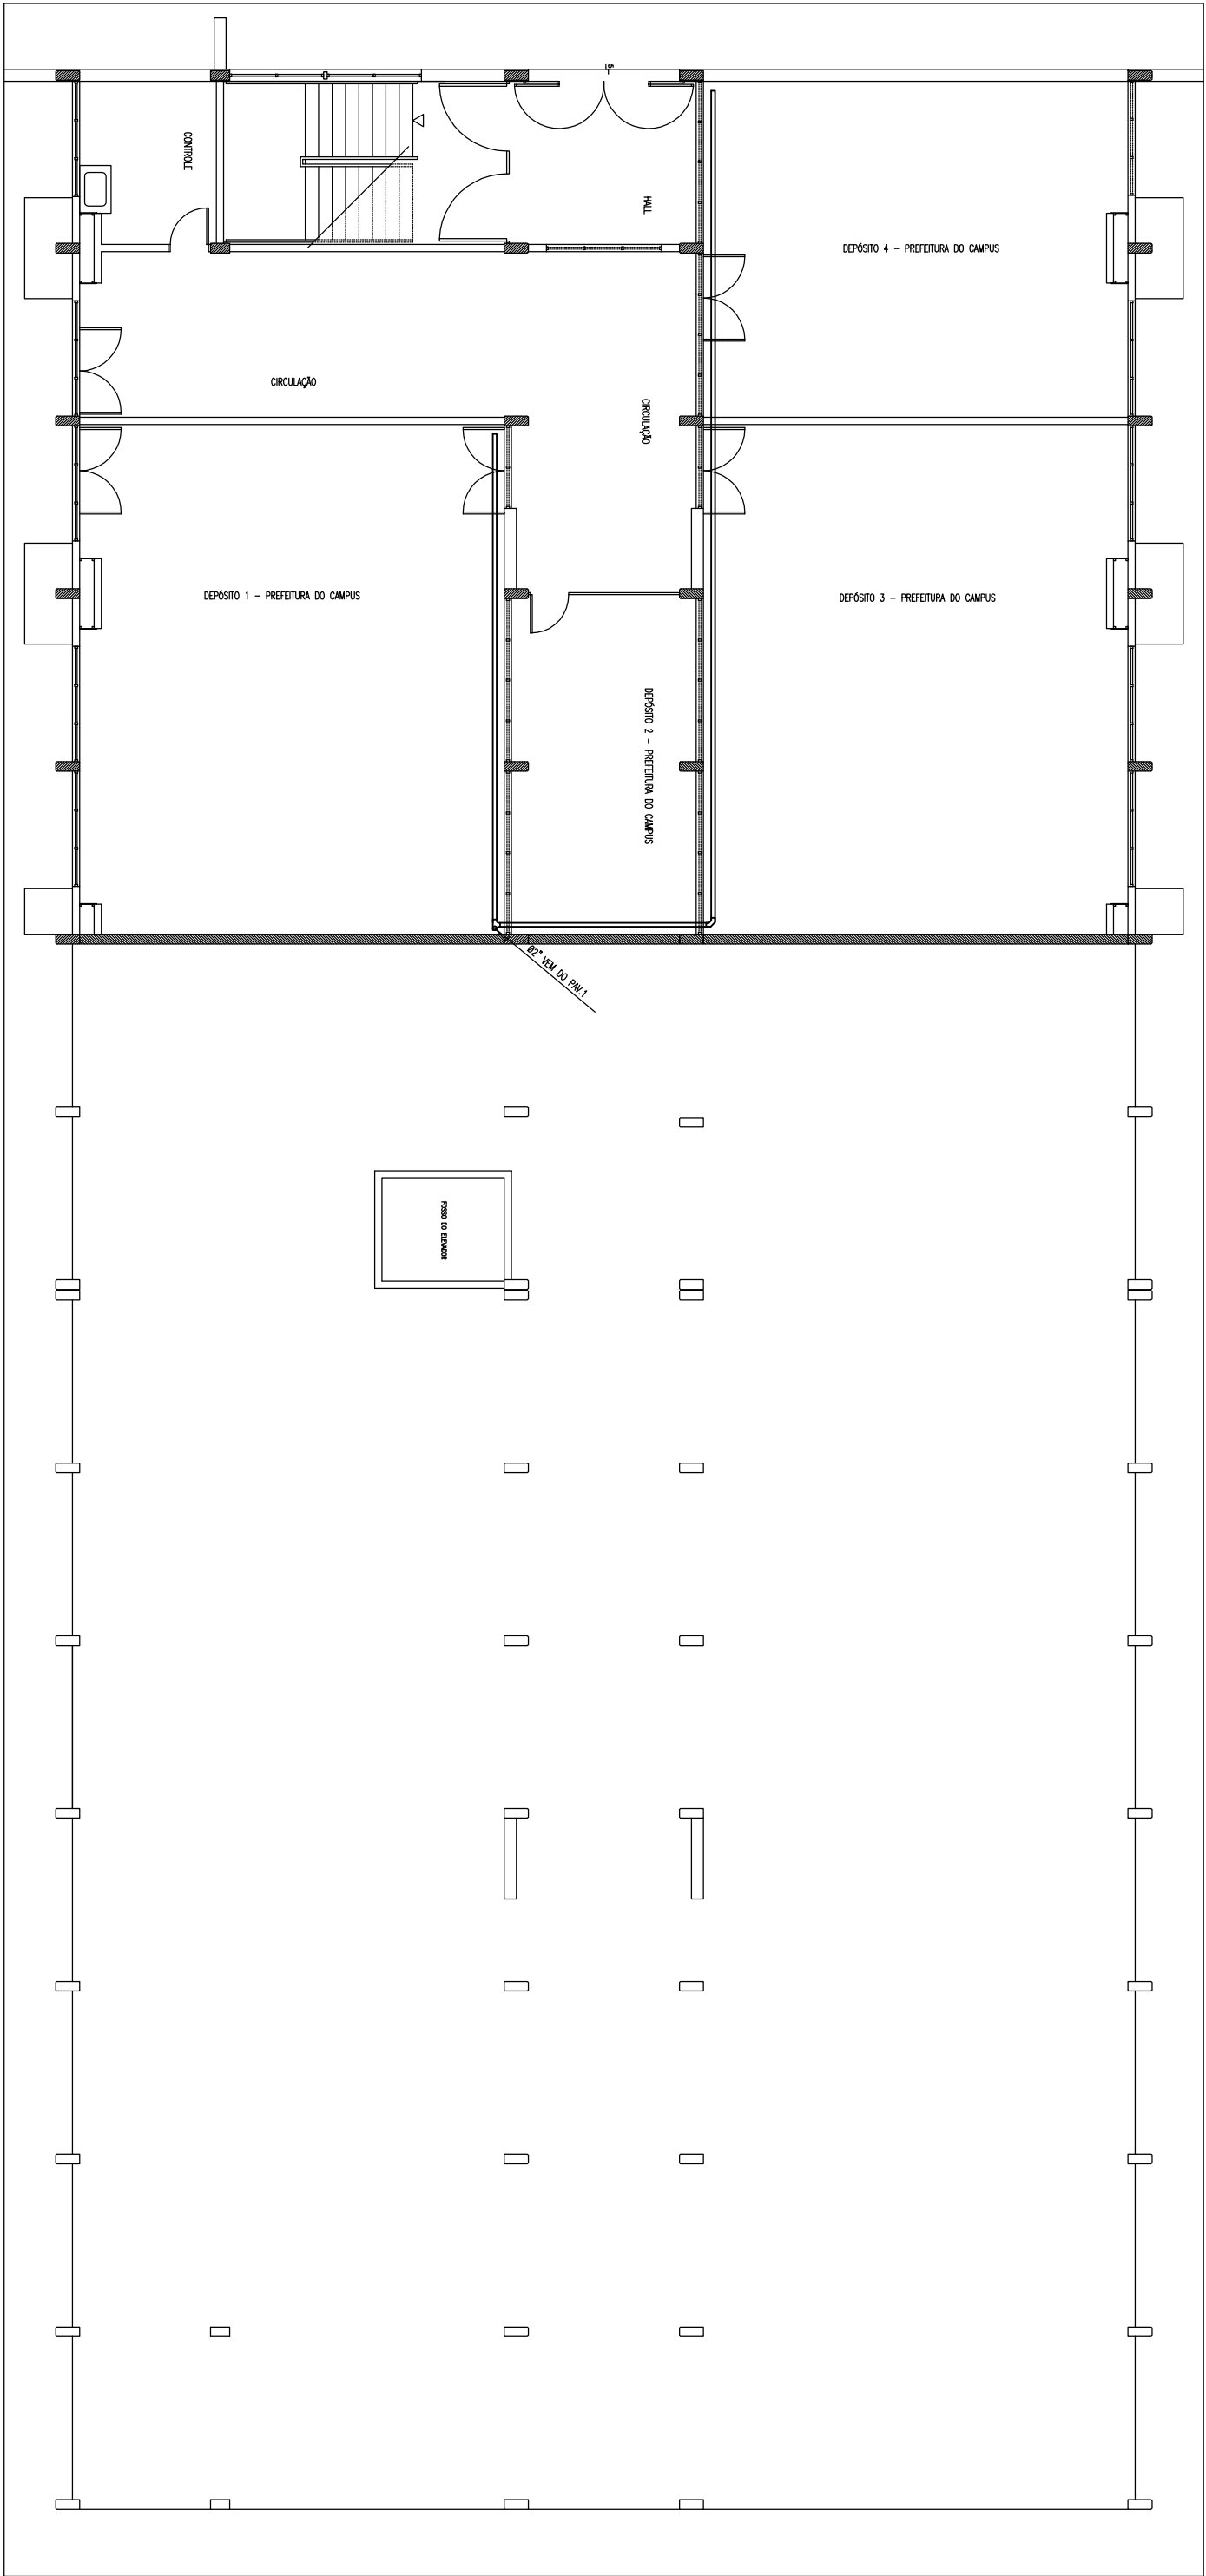 -15-
CONTROLE
HALL
DEPÓSITO 4 - PREFEITURA DO CAMPUS
CIRCULAÇÃO
CIRCULAÇÃO
DEPÓSITO 1 - PREFEITURA DO CAMPUS
DEPÓSITO 3 - PREFEITURA DO CAMPUS
DEPÓSITO 2 - PREFEITURA DO CAMPUS
Ø2" VEM DO PAV.1
FOSSO DO ELEVADOR